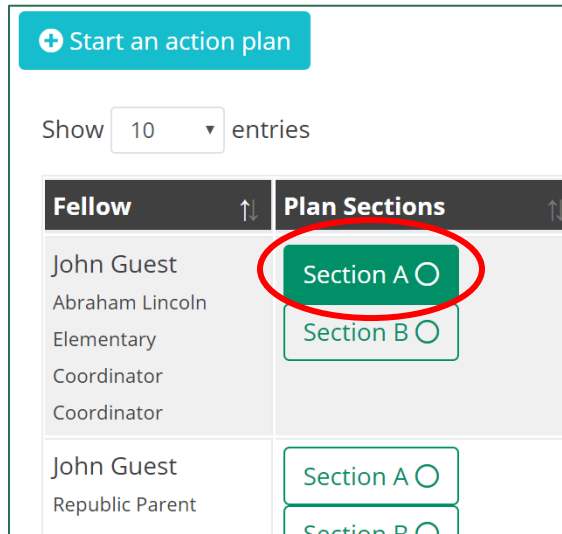 Start an action plan
Show 10 entries
Fellow Plan Sections
John Guest
Abraham Lincoln
Elementary
Coordinator
Coordinator
Section A
Section B
John Guest
Republic Parent
Section A
Section B